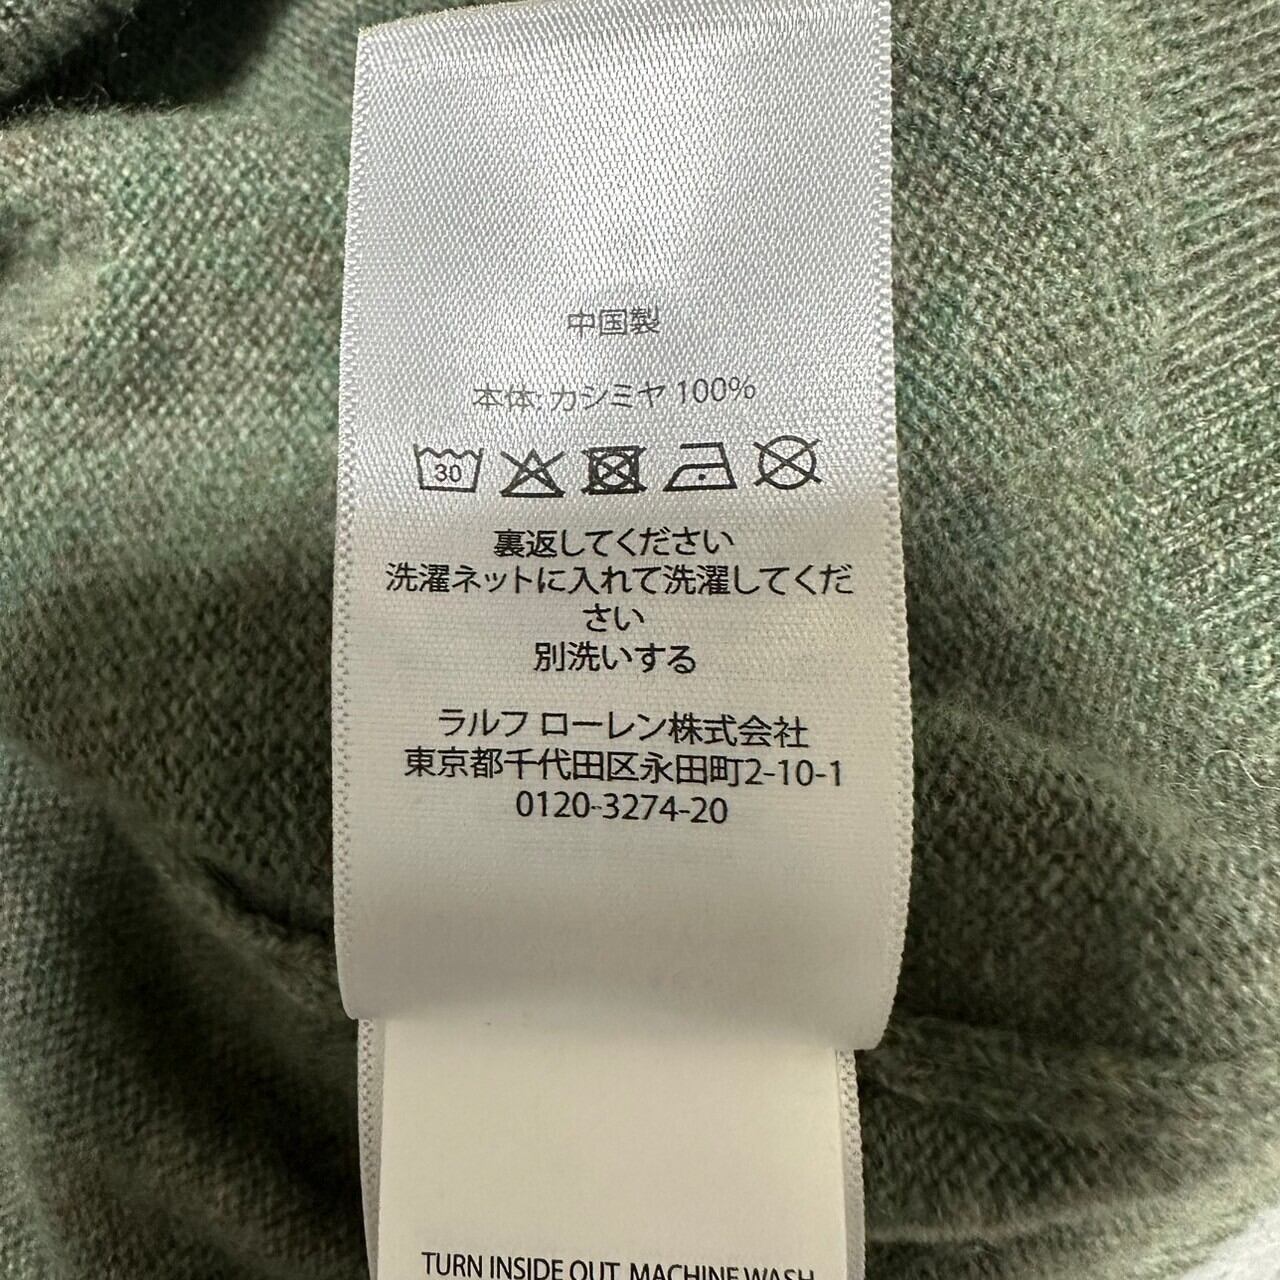 中国製
本体: カシミヤ 100%
30
裏返してください
洗濯ネットに入れて洗濯してくだ
さい
別洗いする
ラルフ ローレン株式会社
東京都千代田区永田町2-10-1
0120-3274-20
TURN INSIDE OUT, MACHINE WASH